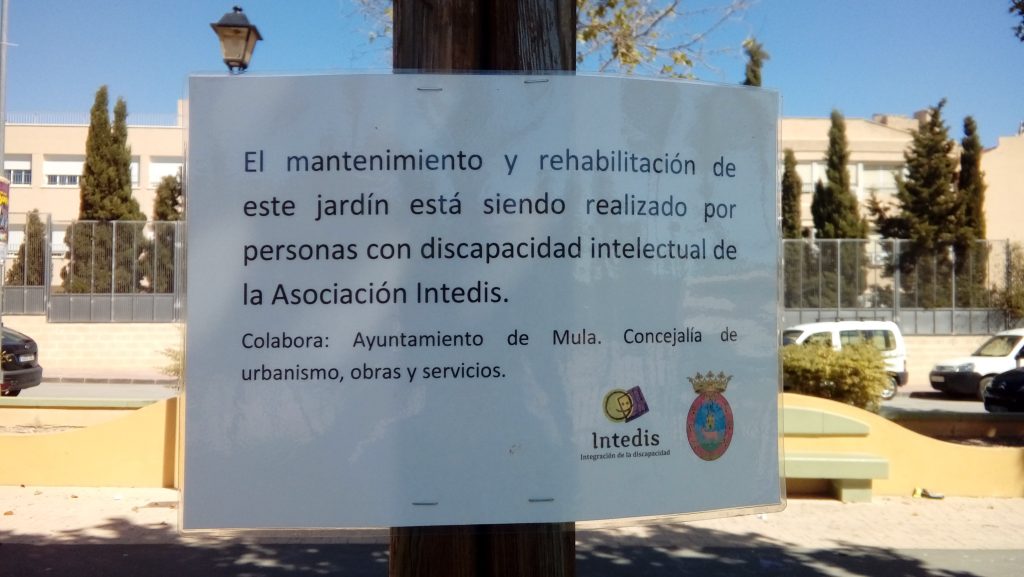 El mantenimiento y rehabilitación de
este jardín está siendo realizado por
personas con discapacidad intelectual de
la Asociación Intedis.
Colabora: Ayuntamiento de Mula. Concejalía de
urbanismo, obras y servicios.
Intedis
Integración de la discapacidad